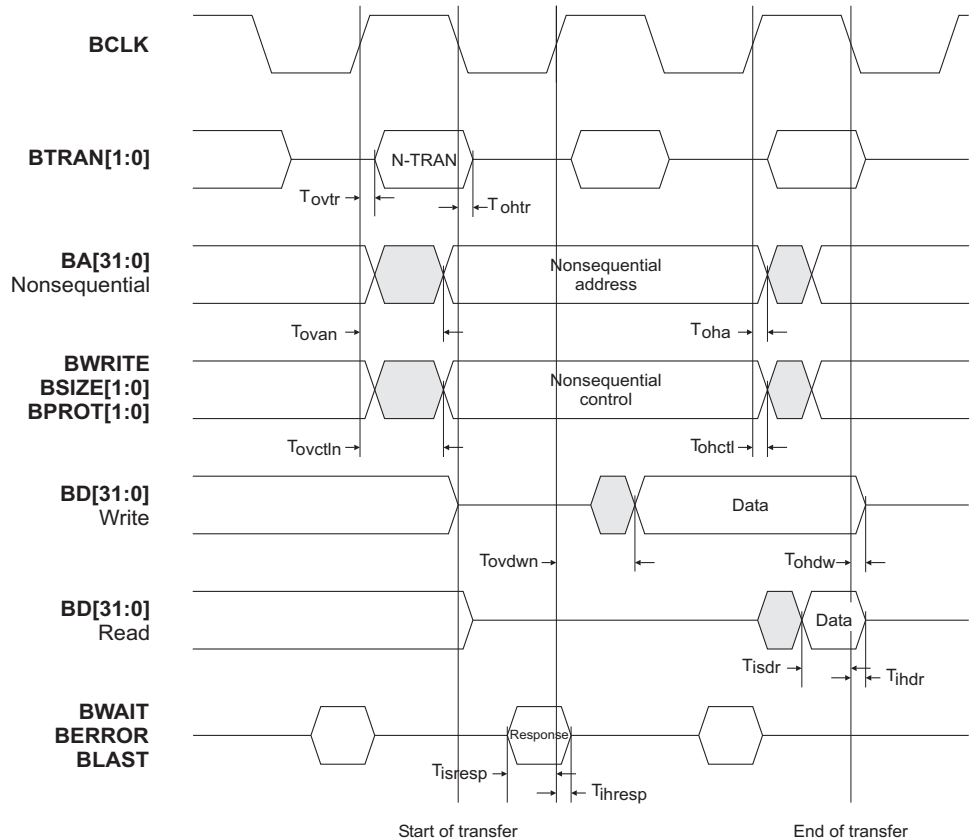 BCLK
BTRAN[1:0]
N-TRAN
Tovtr
Tohtr
BA[31:0]
Nonsequential
Nonsequential
address
Tovan
Toha
BWRITE
BSIZE[1:0]
BPROT[1:0]
Nonsequential
control
Tovctln
Tohctl
BD[31:0]
Write
Data
Tovdwn
Tohdw
BD[31:0]
Read
Data
Tisdr
Tihdr
BWAIT
BERROR
BLAST
Response
Tisresp
Tihresp
Start of transfer
End of transfer